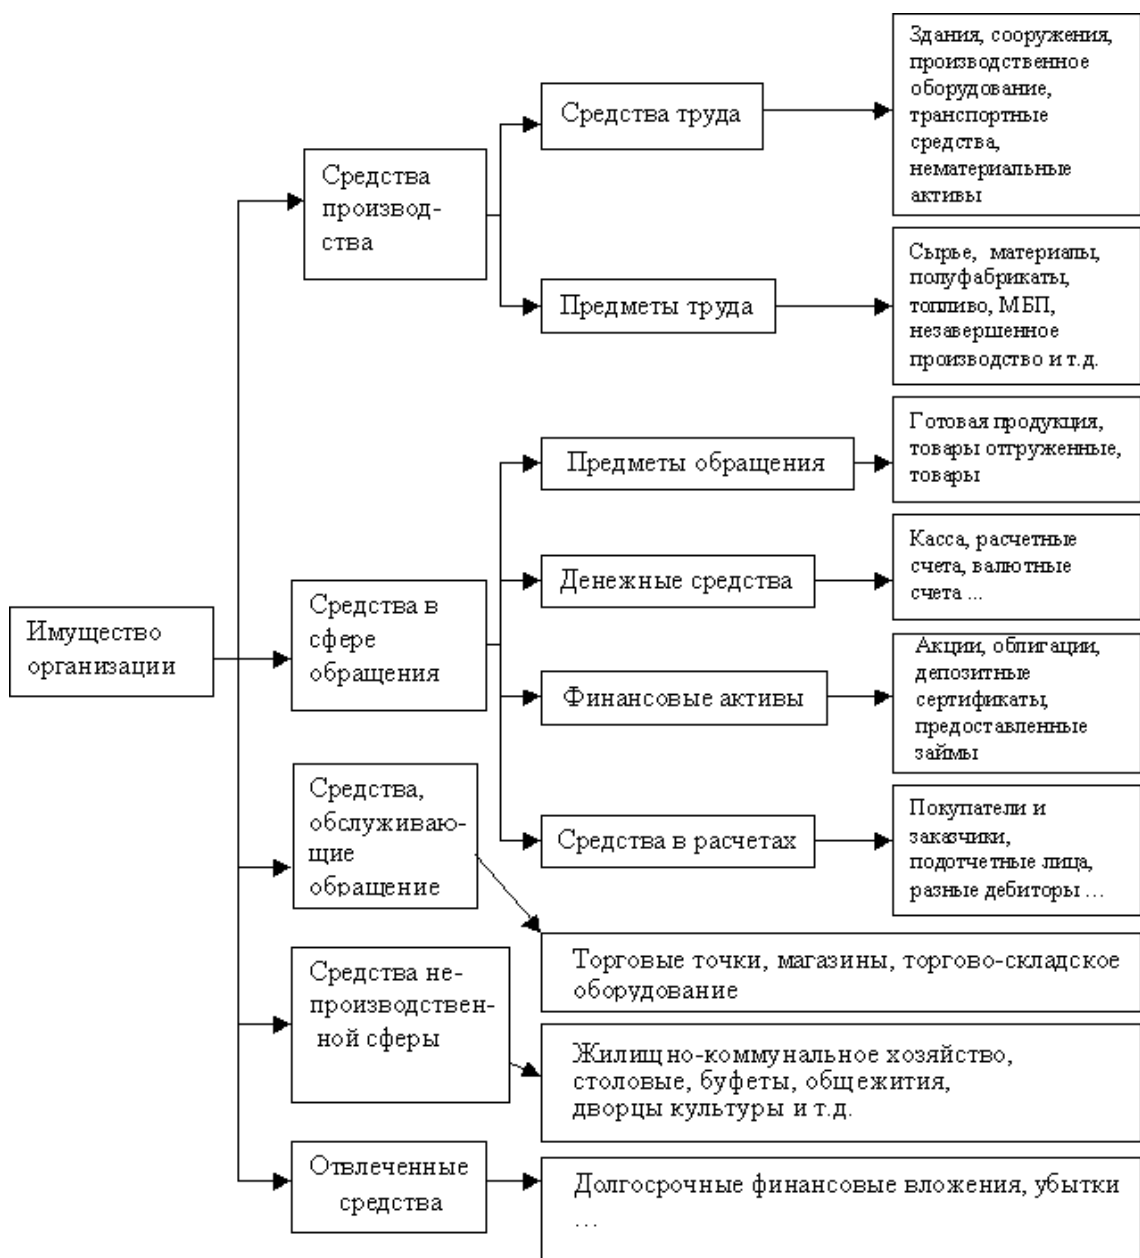 Здания, сооружения,
производственное
оборудование,
транспортные
средства,
нематериальные
активы
Средства труда
Средства
производ-
ства
Предметы труда
Сырье, материалы,
полуфабрикаты,
топливо, МБП,
незавершенное
производство и т.д.
Предметы обращения
Готовая продукция,
товары отгруженные,
товары
Денежные средства
Касса, расчетные
счета, валютные
счета ...
Имущество
организации
Средства в
сфере
обращения
Финансовые активы
Акции, облигации,
депозитные
сертификаты,
предоставленные
займы
Средства в расчетах
Покупатели и
заказчики,
подотчетные лица,
разные дебиторы ...
Средства,
обслуживаю-
щие
обращение
Торговые точки, магазины, торгово-складское
оборудование
Средства не-
производствен-
ной сферы
Жилищно-коммунальное хозяйство,
столовые, буфеты, общежития,
дворцы культуры и т.д.
Отвлеченные
средства
Долгосрочные финансовые вложения, убытки
...